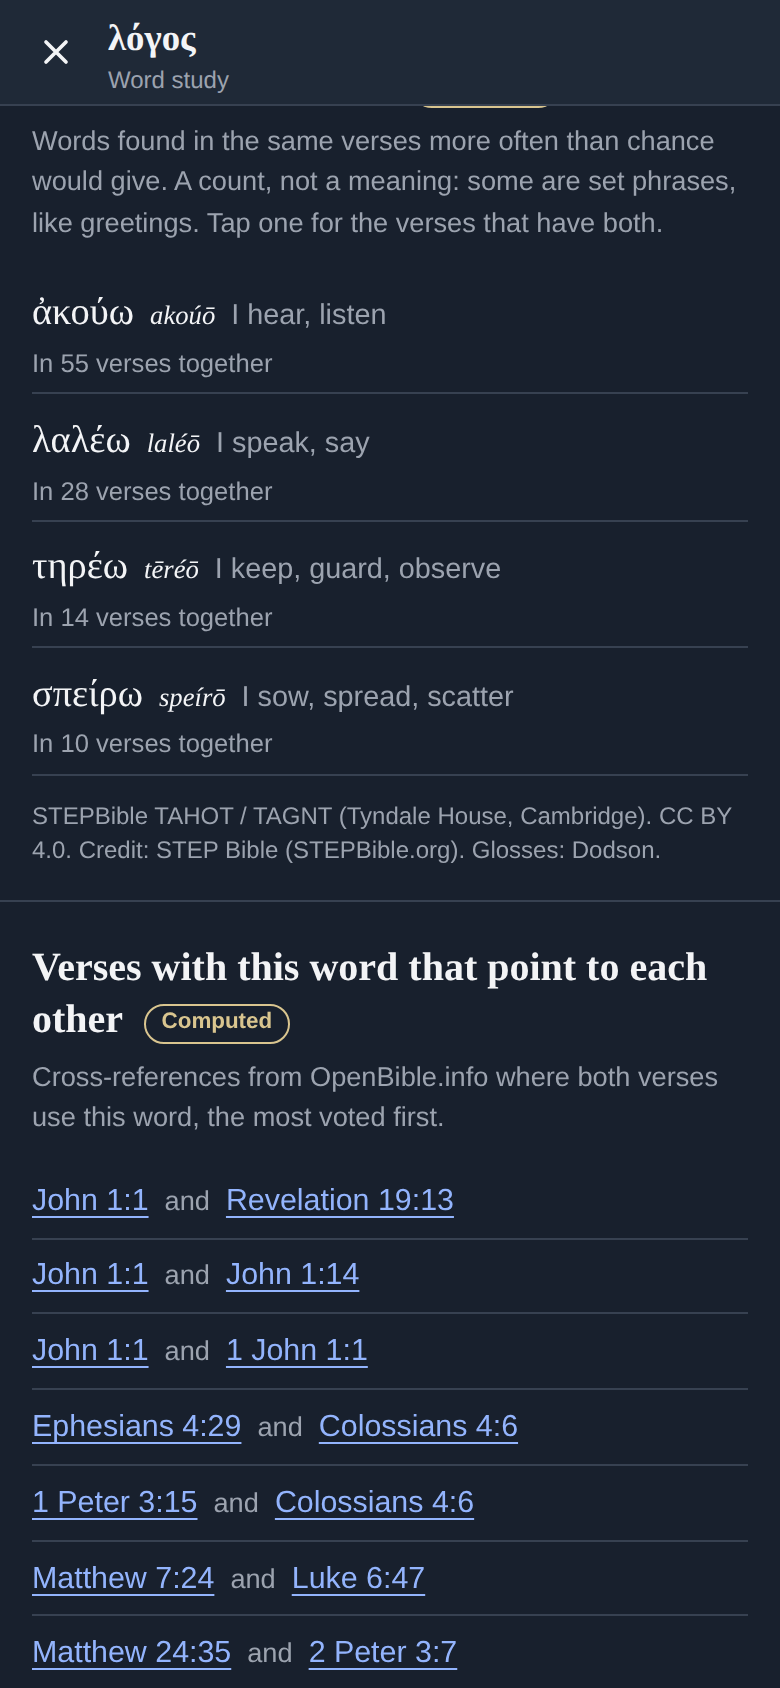 λόγος
Word study
Words found in the same verses more often than chance
would give. A count, not a meaning: some are set phrases,
like greetings. Tap one for the verses that have both.
ἀκούω akoúō I hear, listen
In 55 verses together
λαλέω laléō I speak, say
In 28 verses together
τηρέω tēréō I keep, guard, observe
In 14 verses together
σπείρω speírō I sow, spread, scatter
In 10 verses together
STEPBible TAHOT / TAGNT (Tyndale House, Cambridge). CC BY
4.0. Credit: STEP Bible (STEPBible.org). Glosses: Dodson.
Verses with this word that point to each
other Computed
Cross-references from OpenBible.info where both verses
use this word, the most voted first.
John 1:1 and Revelation 19:13
John 1:1 and John 1:14
John 1:1 and 1 John 1:1
Ephesians 4:29 and Colossians 4:6
1 Peter 3:15 and Colossians 4:6
Matthew 7:24 and Luke 6:47
Matthew 24:35 and 2 Peter 3:7